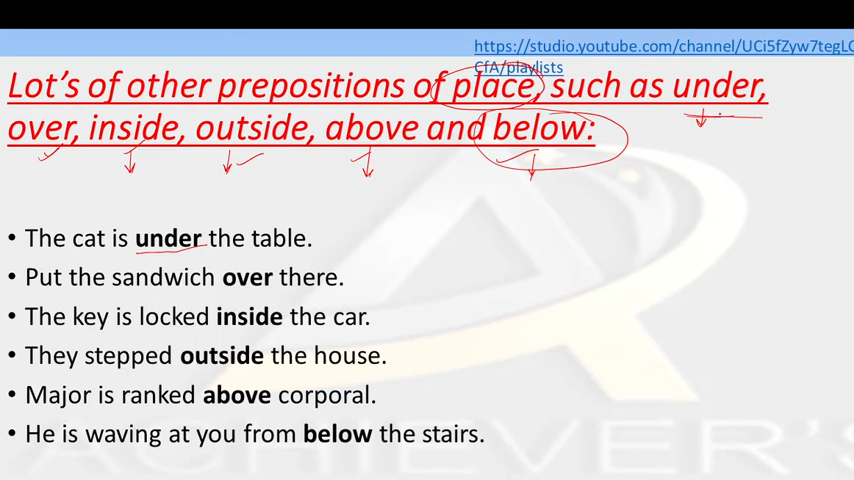 https://studio.youtube.com/channel/UCi5fZyw7tegLC
CfA/playlists
Lot's of other prepositions of place, such as under,
over, inside, outside, above and below:
• The cat is under the table.
• Put the sandwich over there.
• The key is locked inside the car.
• They stepped outside the house.
• Major is ranked above corporal.
• He is waving at you from below the stairs.
ACHIEVER'S